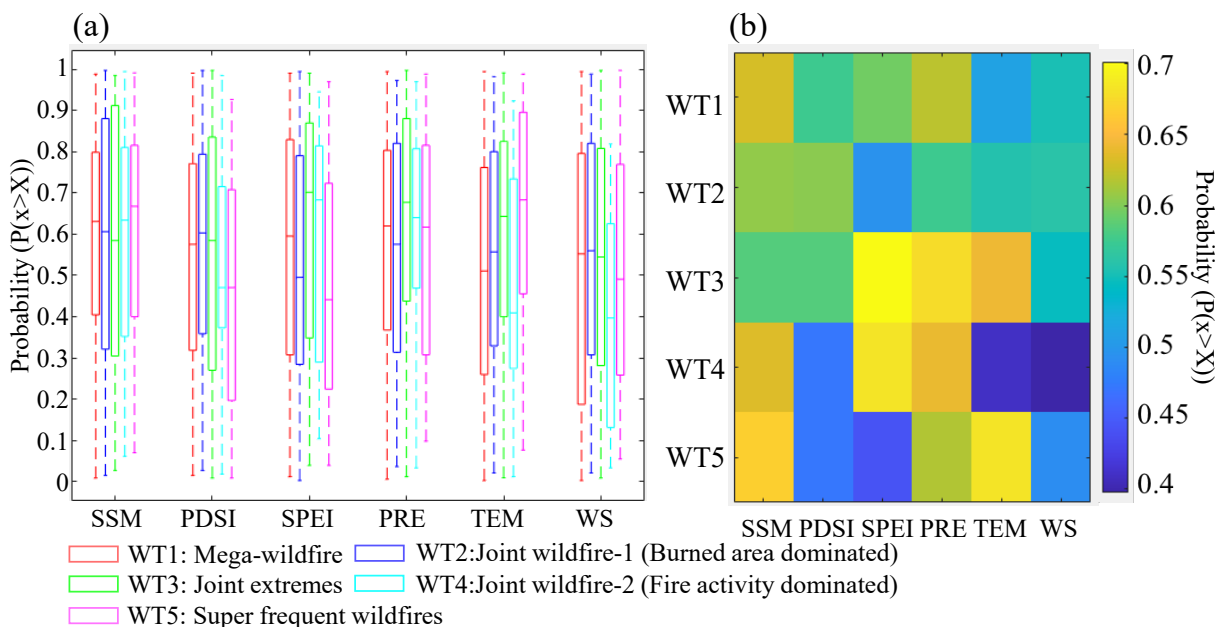 (a)
(b)
Probability (P(x>X))
1
0.9
0.8
0.7
0.6
0.5
0.4
0.3
0.2
0.1
0
SSM PDSI SPEI PRE TEM WS
WT1
WT2
WT3
WT4
WT5
SSM PDSI SPEI PRE TEM WS
0.7
0.65
0.6
0.55
0.5
0.45
0.4
Probability (P(x>X))
WT1: Mega-wildfire
WT2:Joint wildfire-1 (Burned area dominated)
WT3: Joint extremes
WT4:Joint wildfire-2 (Fire activity dominated)
WT5: Super frequent wildfires